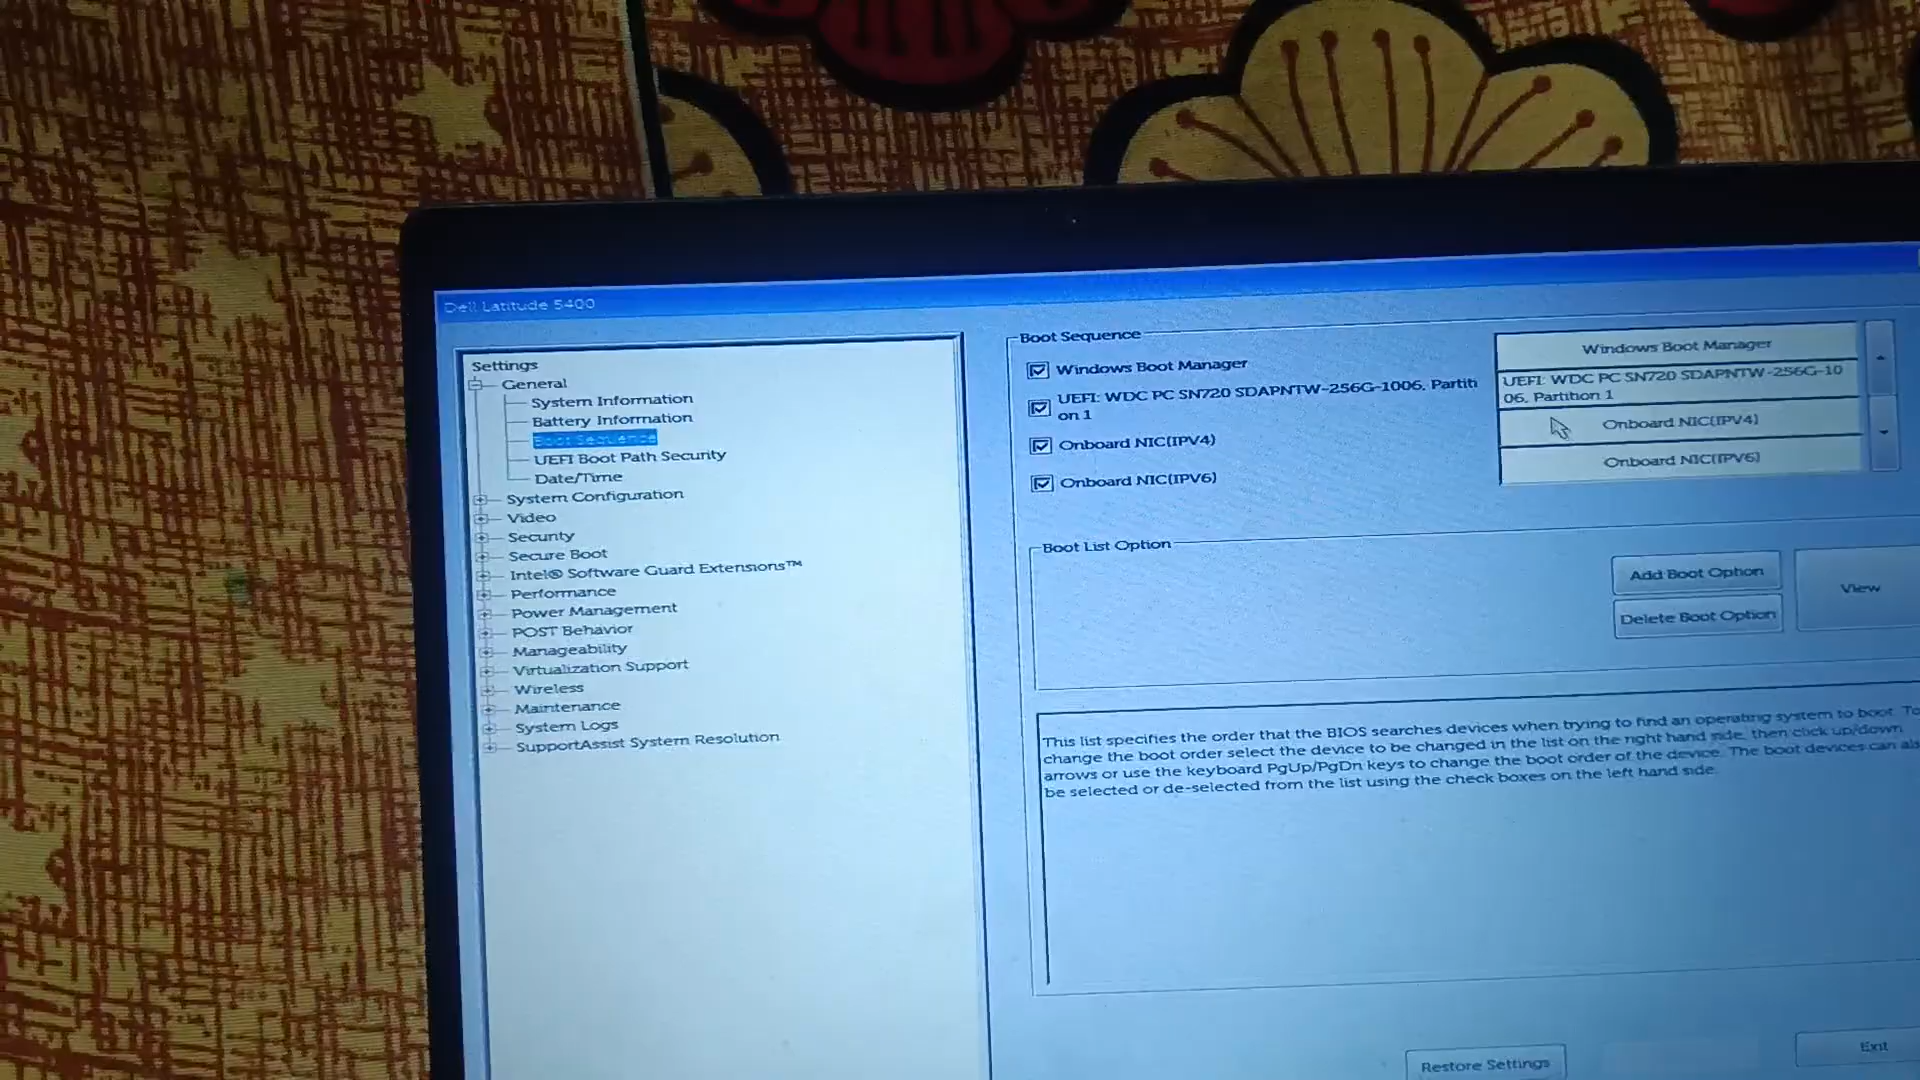 Dell Latitude 5400
Settings
General
System Information
Battery Information
Boot Sequence
UEFI Boot Path Security
Date/Time
System Configuration
Video
Security
Secure Boot
Intel® Software Guard Extensions™
Performance
Power Management
POST Behavior
Manageability
Virtualization Support
Wireless
Maintenance
System Logs
SupportAssist System Resolution
Boot Sequence
Windows Boot Manager
UEFI: WDC PC SN720 SDAPNTW-256G-1006, Partiti
on 1
Onboard NIC(IPV4)
Onboard NIC(IPV6)
Windows Boot Manager
UEFI: WDC PC SN720 SDAPNTW-256G-10
06, Partition 1
Onboard NIC(IPV4)
Onboard NIC(IPV6)
Boot List Option
Add Boot Option
Delete Boot Option
View
This list specifies the order that the BIOS searches devices when trying to find an operating system to boot. To
change the boot order select the device to be changed in the list on the right hand side, then click up/down
arrows or use the keyboard PgUp/PgDn keys to change the boot order of the device. The boot devices can als
be selected or de-selected from the list using the check boxes on the left hand side.
Restore Settings
Exit